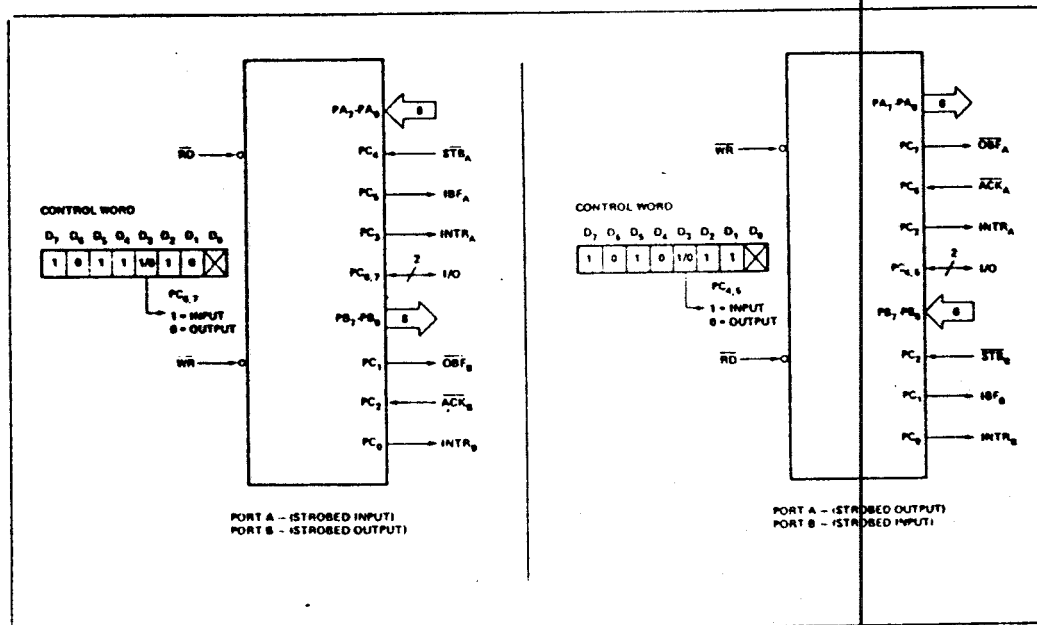 PA7-PA0 8
RD
PC4 STBA
PC5 IBFA
CONTROL WORD
PC3 INTRA
D7 D6 D5 D4 D3 D2 D1 D0
1 0 1 1 1/0 1 0 X
PC6,7 2 I/O
PC6,7
1 = INPUT
0 = OUTPUT
PB7-PB0 8
WR
PC1 OBFB
PC2 ACKB
PC0 INTRB
PORT A – (STROBED INPUT)
PORT B – (STROBED OUTPUT)
PA7-PA0 8
WR
PC7 OBFA
PC6 ACKA
CONTROL WORD
PC3 INTRA
D7 D6 D5 D4 D3 D2 D1 D0
1 0 1 0 1/0 1 1 X
PC4,5 2 I/O
PC4,5
1 = INPUT
0 = OUTPUT
PB7-PB0 8
RD
PC2 STBB
PC1 IBFB
PC0 INTRB
PORT A – (STROBED OUTPUT)
PORT B – (STROBED INPUT)